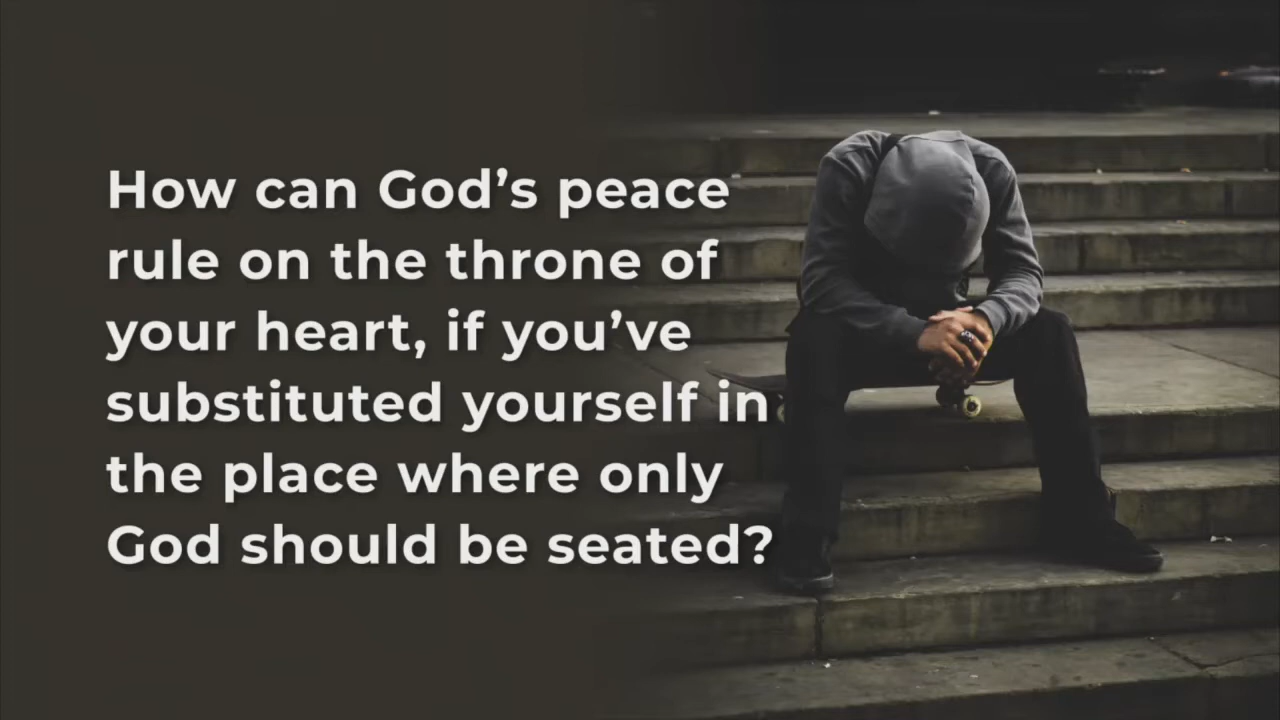 How can God’s peace
rule on the throne of
your heart, if you’ve
substituted yourself in
the place where only
God should be seated?